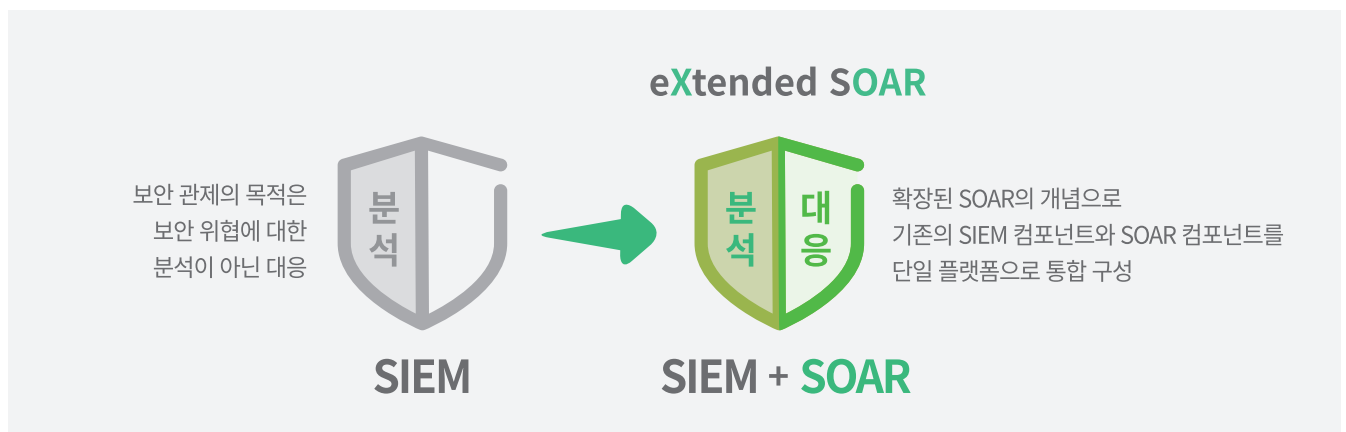 eXtended SOAR
보안 관제의 목적은
보안 위협에 대한
분석이 아닌 대응
분
석
SIEM
분
석
대
응
SIEM + SOAR
확장된 SOAR의 개념으로
기존의 SIEM 컴포넌트와 SOAR 컴포넌트를
단일 플랫폼으로 통합 구성